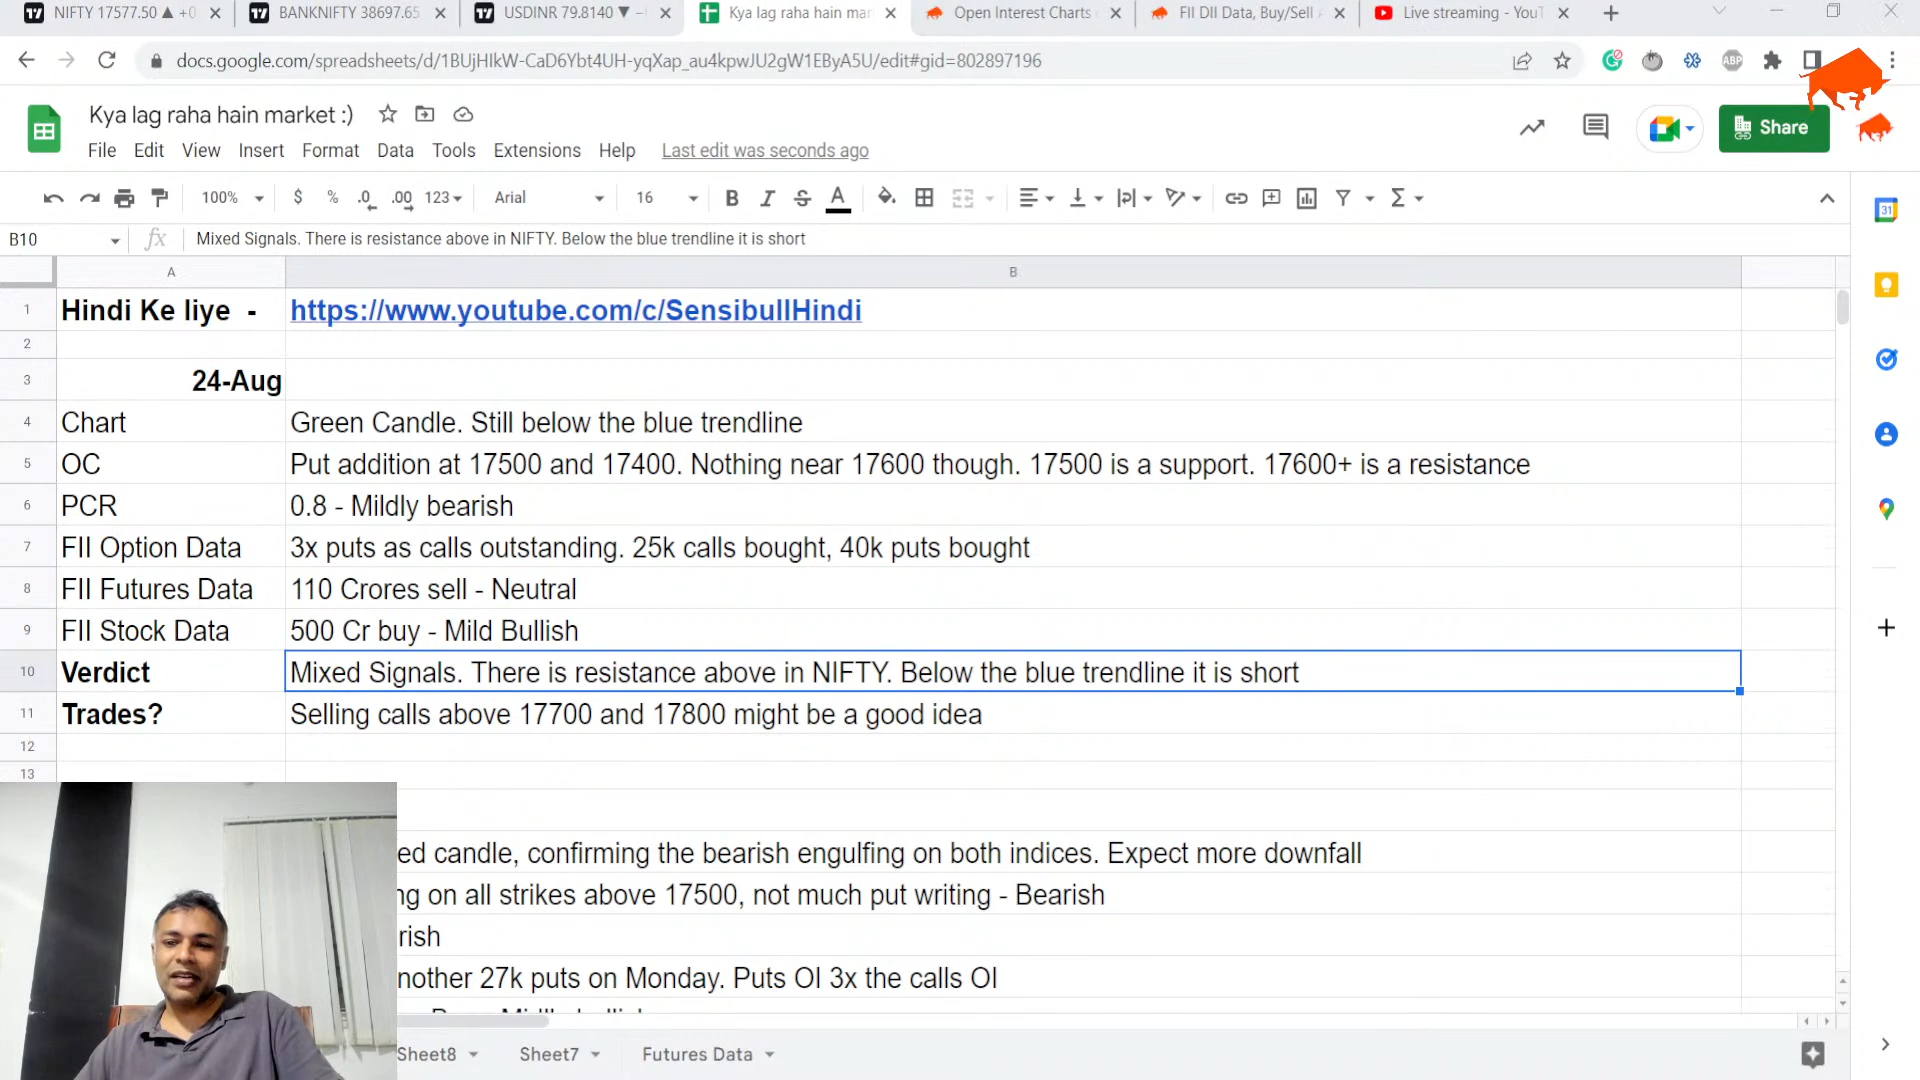 NIFTY 17577.50 ▲ +0
BANKNIFTY 38697.65
USDINR 79.8140 ▼ −
Kya lag raha hain mar
Open Interest Charts
FII DII Data, Buy/Sell
Live streaming - YouT
docs.google.com/spreadsheets/d/1BUjHIkW-CaD6Ybt4UH-yqXap_au4kpwJU2gW1EByA5U/edit#gid=802897196
ABP
Kya lag raha hain market :)
File Edit View Insert Format Data Tools Extensions Help Last edit was seconds ago
Share
100% $ % .0 .00 123 Arial 16 B I S A Σ
31
B10 fx Mixed Signals. There is resistance above in NIFTY. Below the blue trendline it is short
A B
1 Hindi Ke liye - https://www.youtube.com/c/SensibullHindi
2
3 24-Aug
4 Chart Green Candle. Still below the blue trendline
5 OC Put addition at 17500 and 17400. Nothing near 17600 though. 17500 is a support. 17600+ is a resistance
6 PCR 0.8 - Mildly bearish
7 FII Option Data 3x puts as calls outstanding. 25k calls bought, 40k puts bought
8 FII Futures Data 110 Crores sell - Neutral
9 FII Stock Data 500 Cr buy - Mild Bullish
10 Verdict Mixed Signals. There is resistance above in NIFTY. Below the blue trendline it is short
11 Trades? Selling calls above 17700 and 17800 might be a good idea
12
13
ed candle, confirming the bearish engulfing on both indices. Expect more downfall
ng on all strikes above 17500, not much put writing - Bearish
rish
nother 27k puts on Monday. Puts OI 3x the calls OI
Sheet8 Sheet7 Futures Data